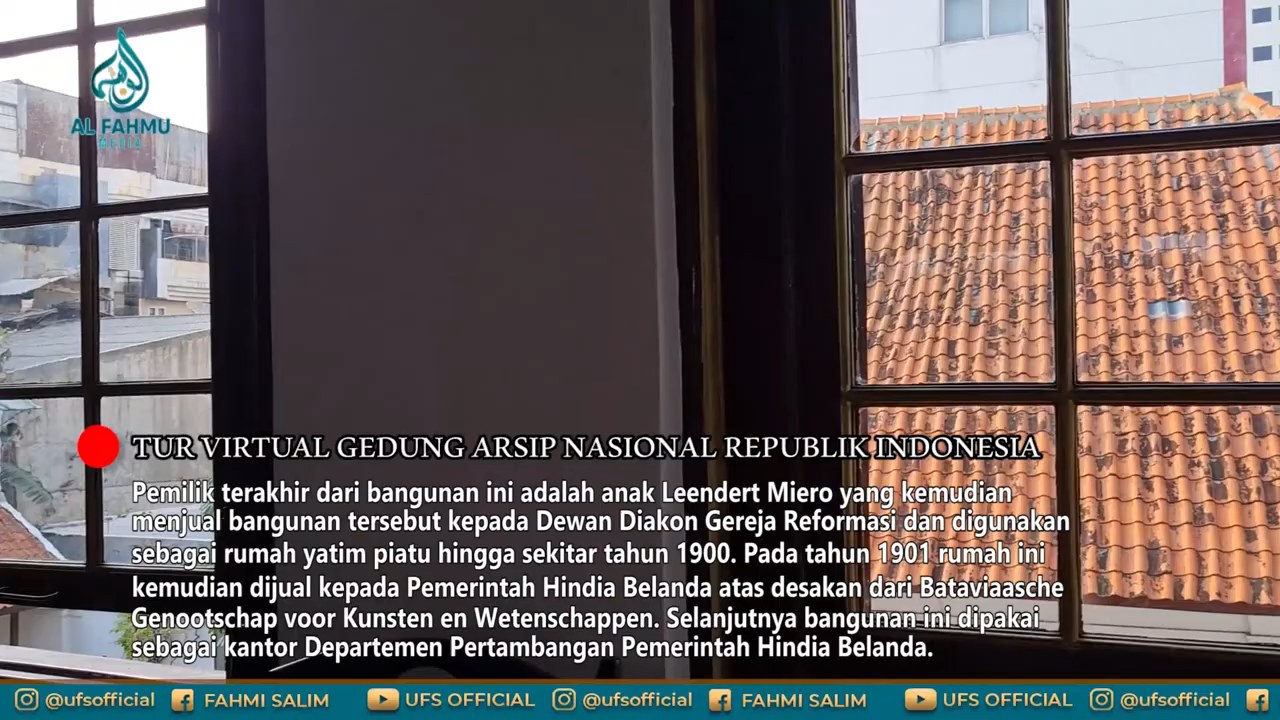 AL FAHMU
MEDIA
TUR VIRTUAL GEDUNG ARSIP NASIONAL REPUBLIK INDONESIA
Pemilik terakhir dari bangunan ini adalah anak Leendert Miero yang kemudian
menjual bangunan tersebut kepada Dewan Diakon Gereja Reformasi dan digunakan
sebagai rumah yatim piatu hingga sekitar tahun 1900. Pada tahun 1901 rumah ini
kemudian dijual kepada Pemerintah Hindia Belanda atas desakan dari Bataviaasche
Genootschap voor Kunsten en Wetenschappen. Selanjutnya bangunan ini dipakai
sebagai kantor Departemen Pertambangan Pemerintah Hindia Belanda.
@ufsofficial FAHMI SALIM UFS OFFICIAL @ufsofficial FAHMI SALIM UFS OFFICIAL @ufsofficial